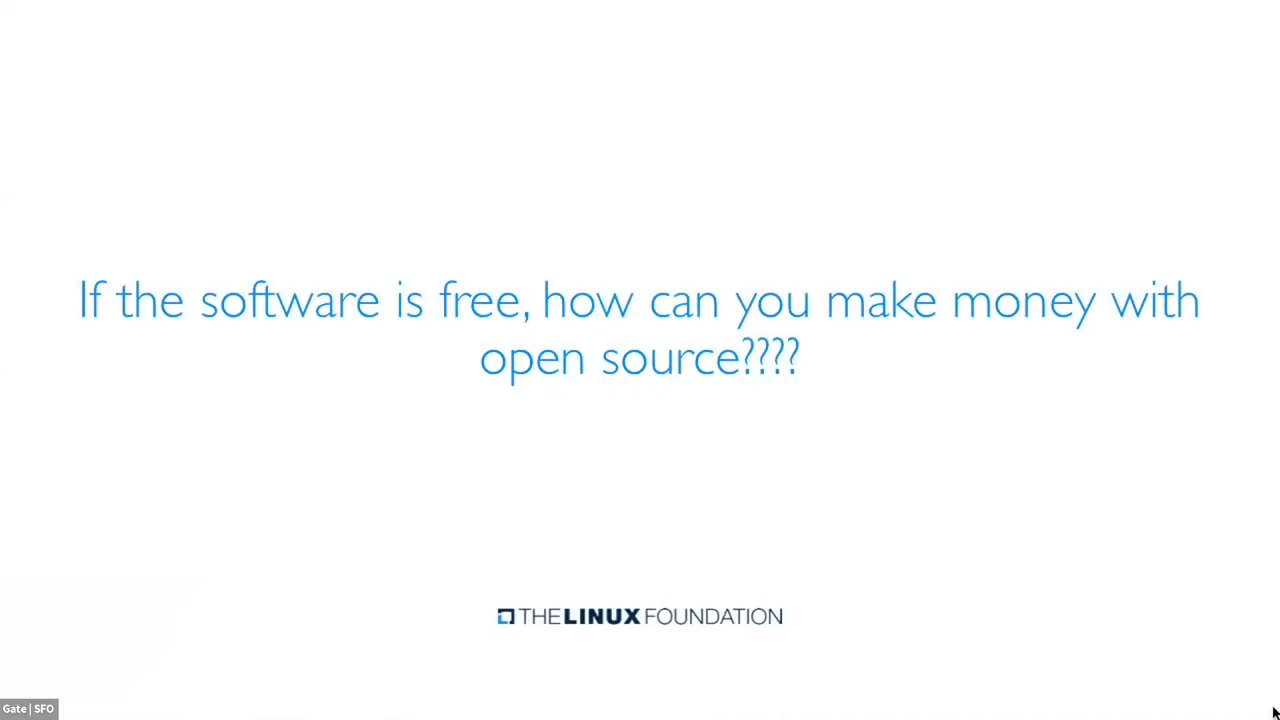 If the software is free, how can you make money with
open source????
THE LINUX FOUNDATION
Gate | SFO